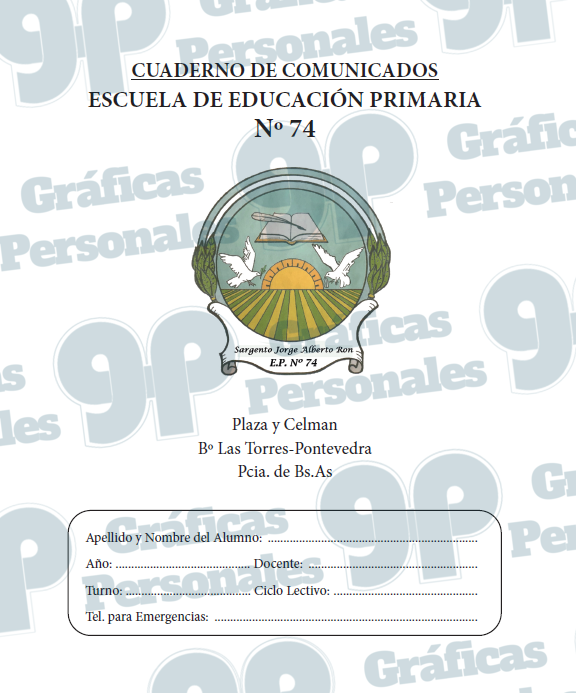 CUADERNO DE COMUNICADOS
ESCUELA DE EDUCACIÓN PRIMARIA
Nº 74
Sargento Jorge Alberto Ron
E.P. Nº 74
Plaza y Celman
Bº Las Torres-Pontevedra
Pcia. de Bs.As
Apellido y Nombre del Alumno: ......................................................
Año: ................................... Docente: ............................................
Turno: ................................ Ciclo Lectivo: .....................................
Tel. para Emergencias: ....................................................................
gp
Gráficas
Personales